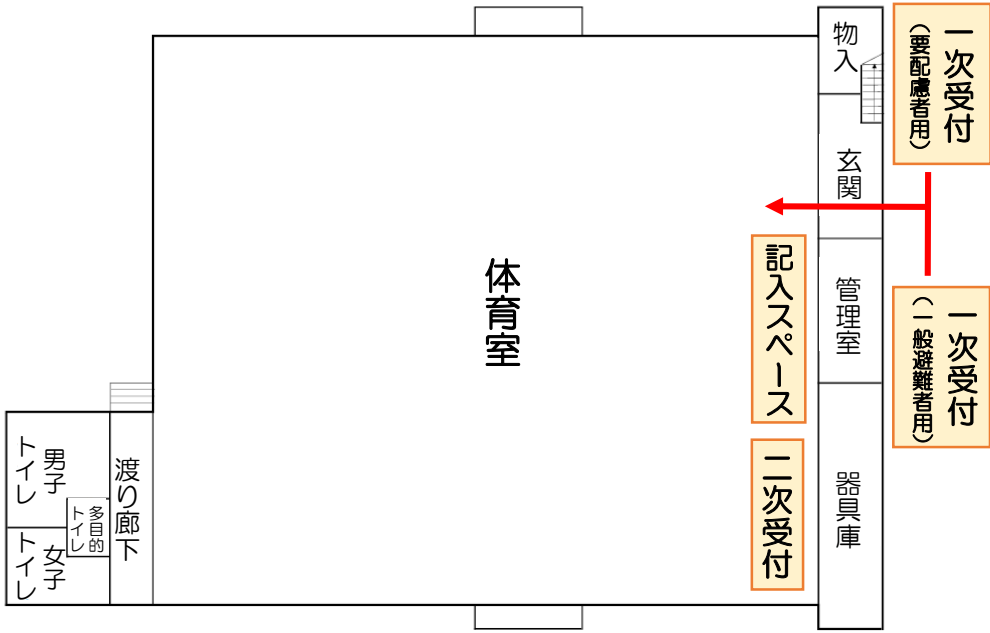 一次受付
（要配慮者用）
物入
玄関
一次受付
（一般避難者用）
管理室
器具庫
記入スペース
二次受付
体育室
渡り廊下
男子
トイレ
多目的
トイレ
女子
トイレ